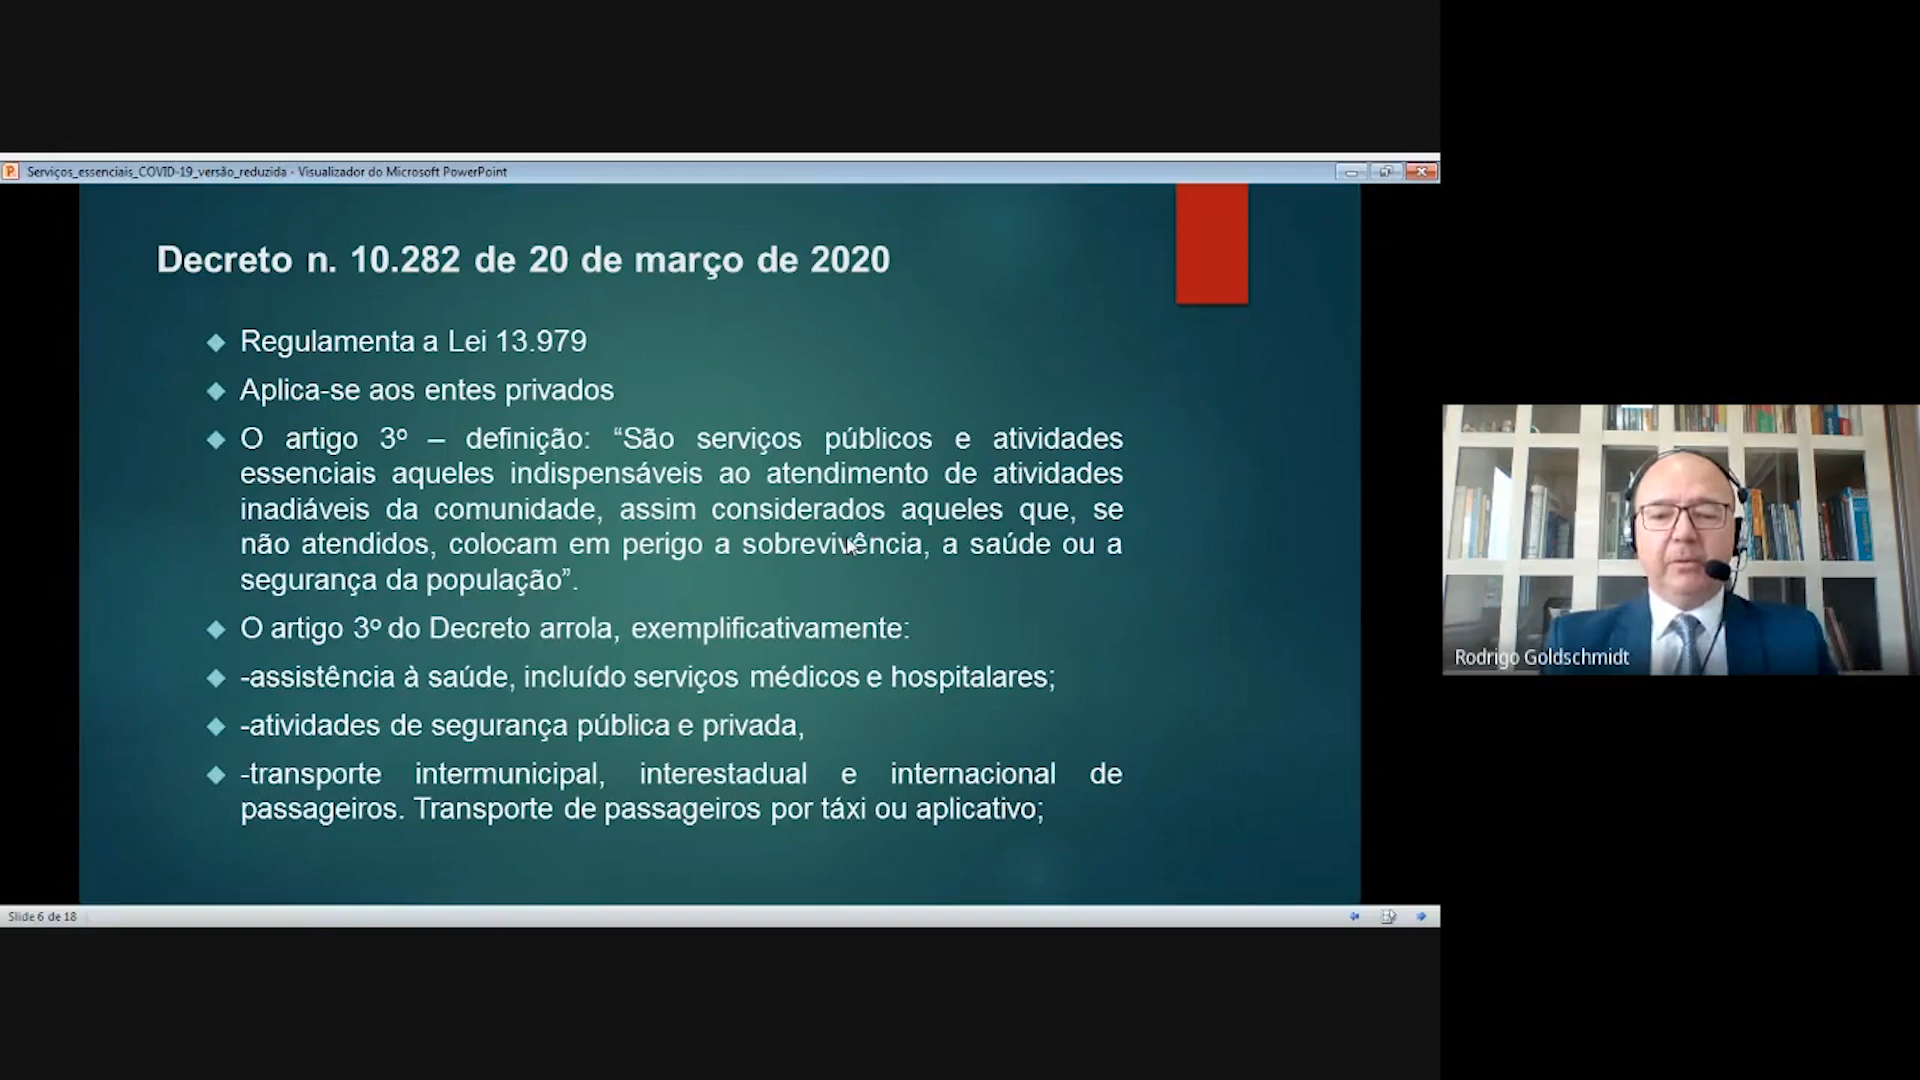 Serviços_essenciais_COVID-19_versão_reduzida - Visualizador do Microsoft PowerPoint
Decreto n. 10.282 de 20 de março de 2020
Regulamenta a Lei 13.979
Aplica-se aos entes privados
O artigo 3º – definição: “São serviços públicos e atividades
essenciais aqueles indispensáveis ao atendimento de atividades
inadiáveis da comunidade, assim considerados aqueles que, se
não atendidos, colocam em perigo a sobrevivência, a saúde ou a
segurança da população”.
O artigo 3º do Decreto arrola, exemplificativamente:
-assistência à saúde, incluído serviços médicos e hospitalares;
-atividades de segurança pública e privada,
-transporte intermunicipal, interestadual e internacional de
passageiros. Transporte de passageiros por táxi ou aplicativo;
Slide 6 de 18
Rodrigo Goldschmidt